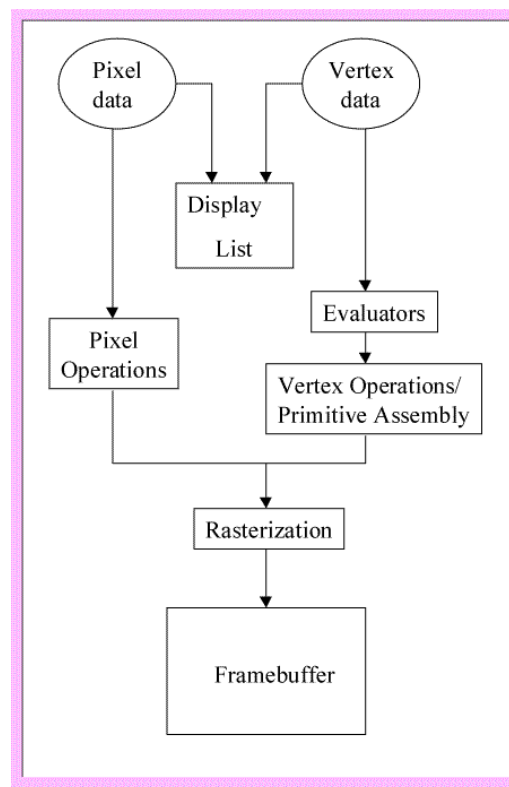 Pixel
data
Vertex
data
Display
List
Evaluators
Pixel
Operations
Vertex Operations/
Primitive Assembly
Rasterization
Framebuffer